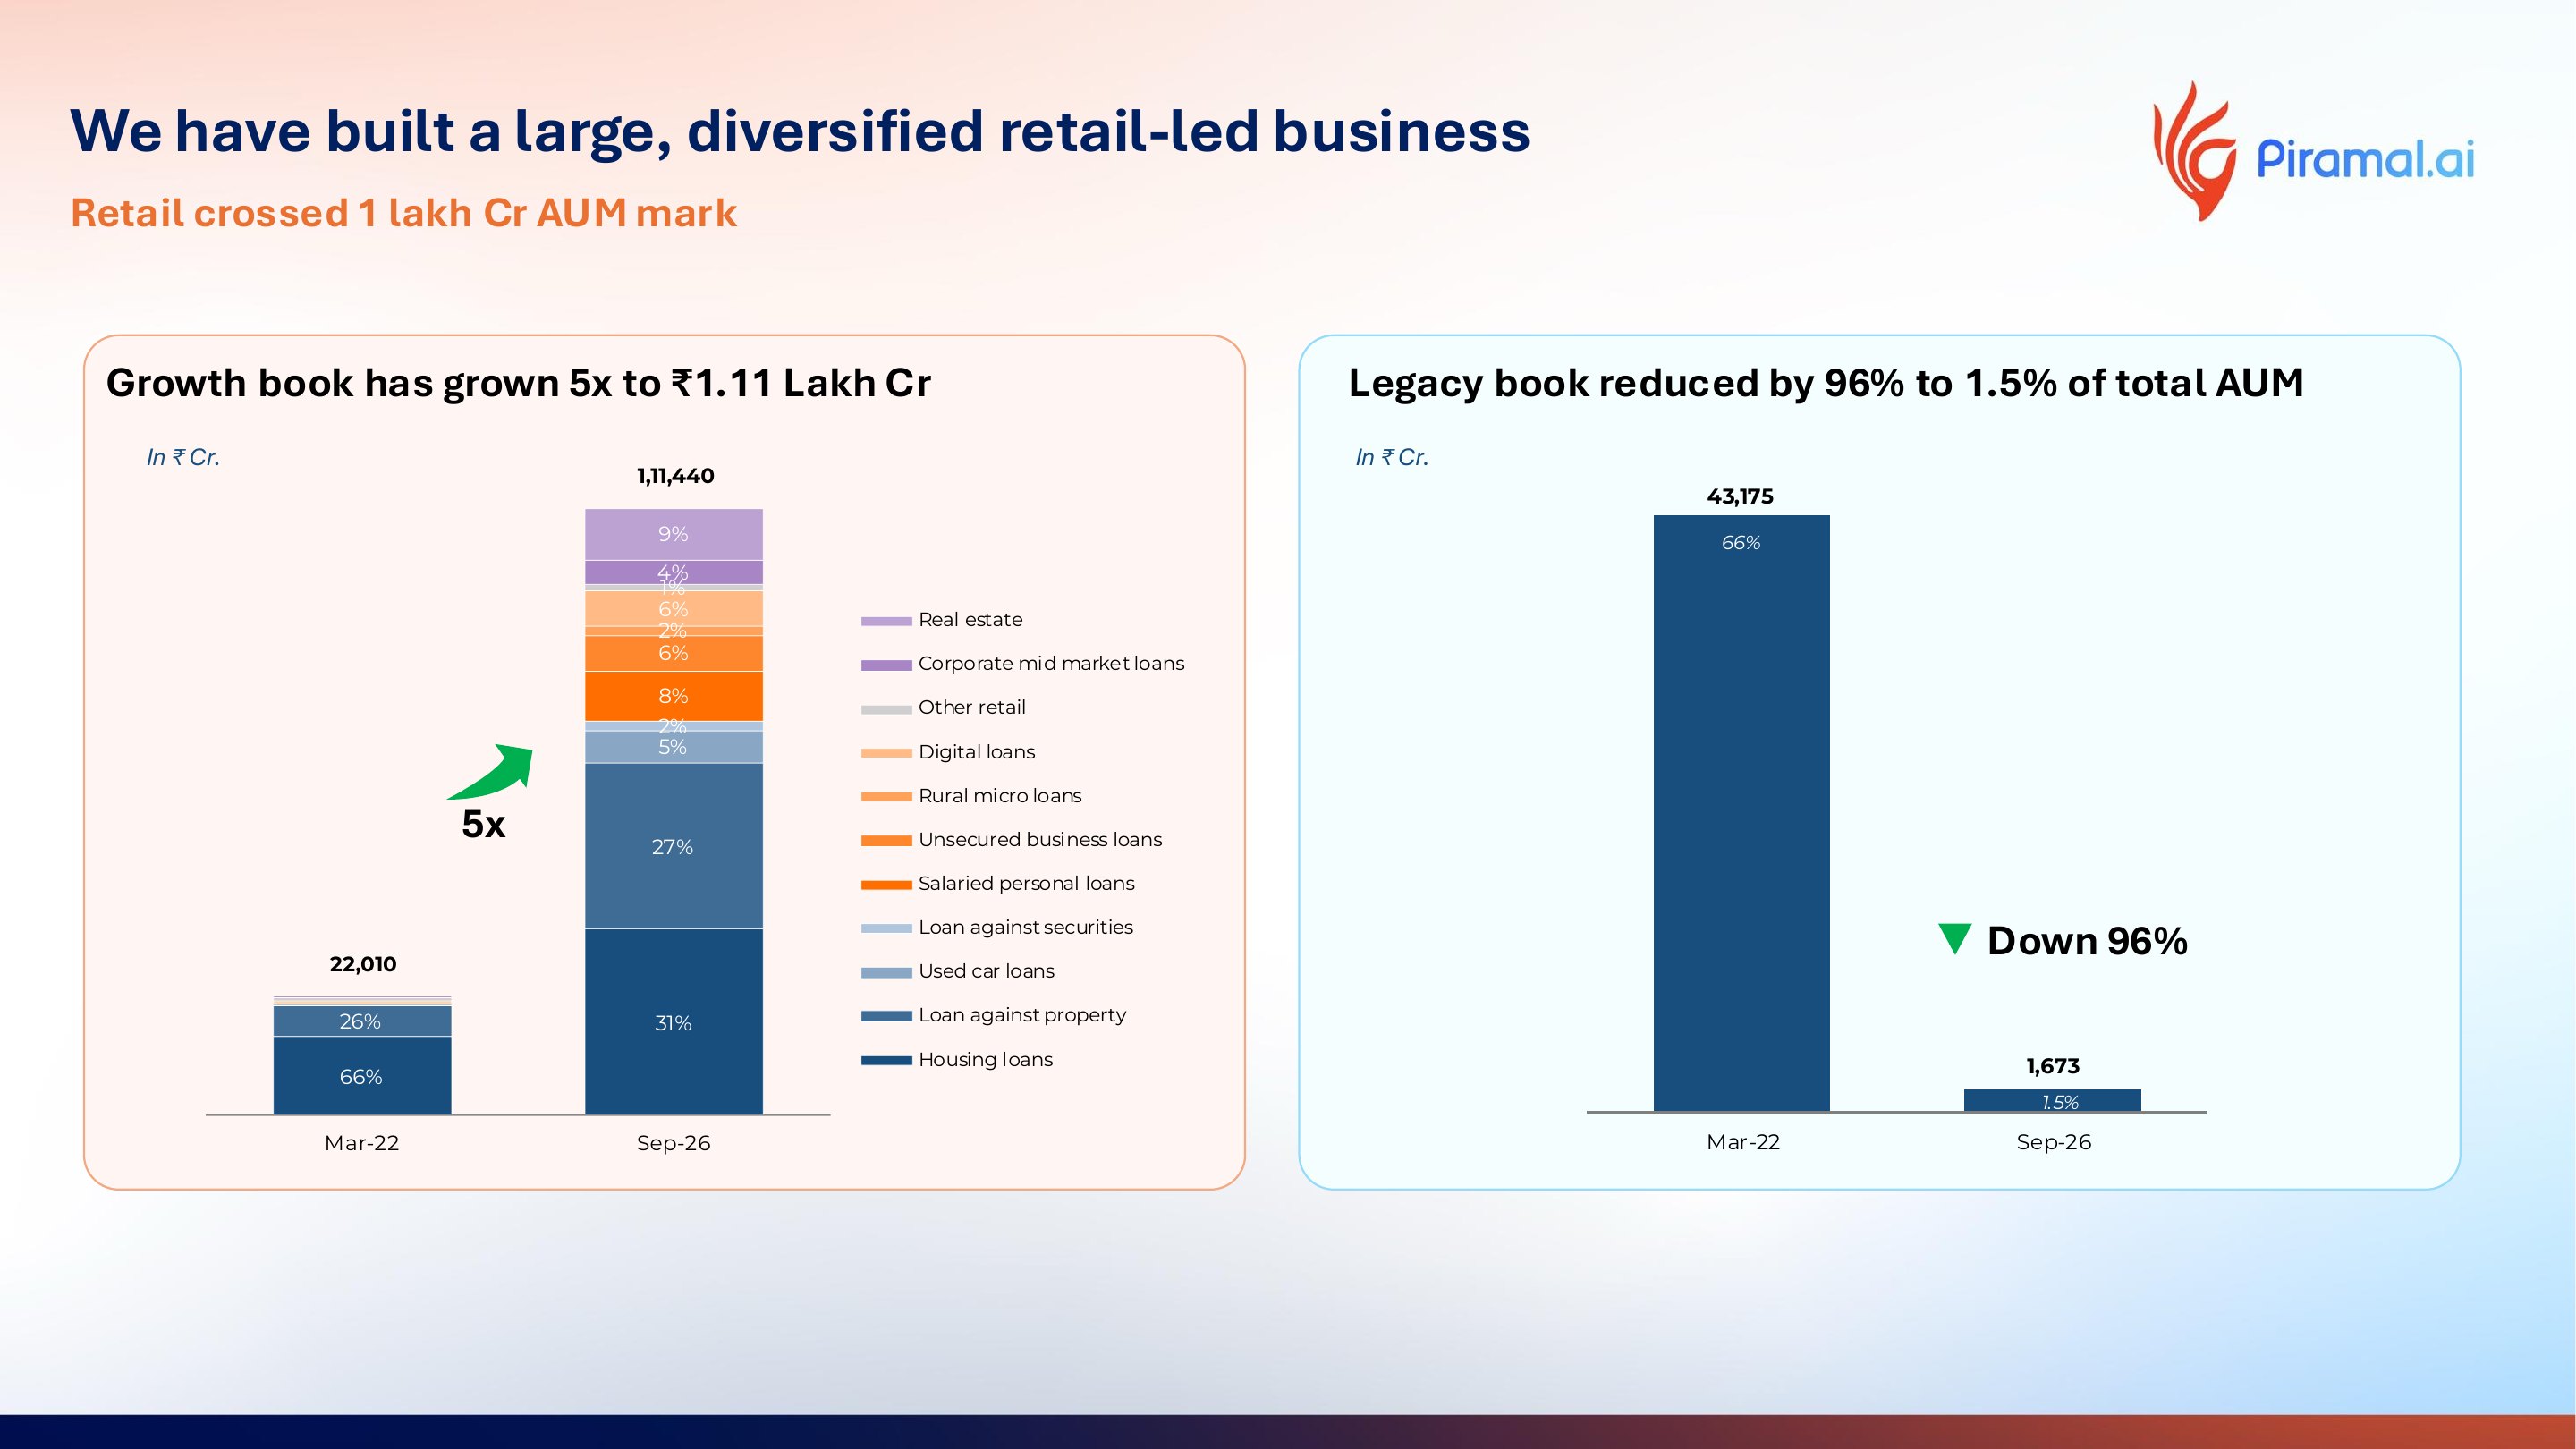 We have built a large, diversified retail-led business
Retail crossed 1 lakh Cr AUM mark
Piramal.ai
Growth book has grown 5x to ₹1.11 Lakh Cr
In ₹ Cr.
1,11,440
9%
4%
1%
6%
2%
6%
8%
2%
5%
27%
31%
5x
22,010
26%
66%
Mar-22
Sep-26
Real estate
Corporate mid market loans
Other retail
Digital loans
Rural micro loans
Unsecured business loans
Salaried personal loans
Loan against securities
Used car loans
Loan against property
Housing loans
Legacy book reduced by 96% to 1.5% of total AUM
In ₹ Cr.
43,175
66%
Down 96%
1,673
1.5%
Mar-22
Sep-26